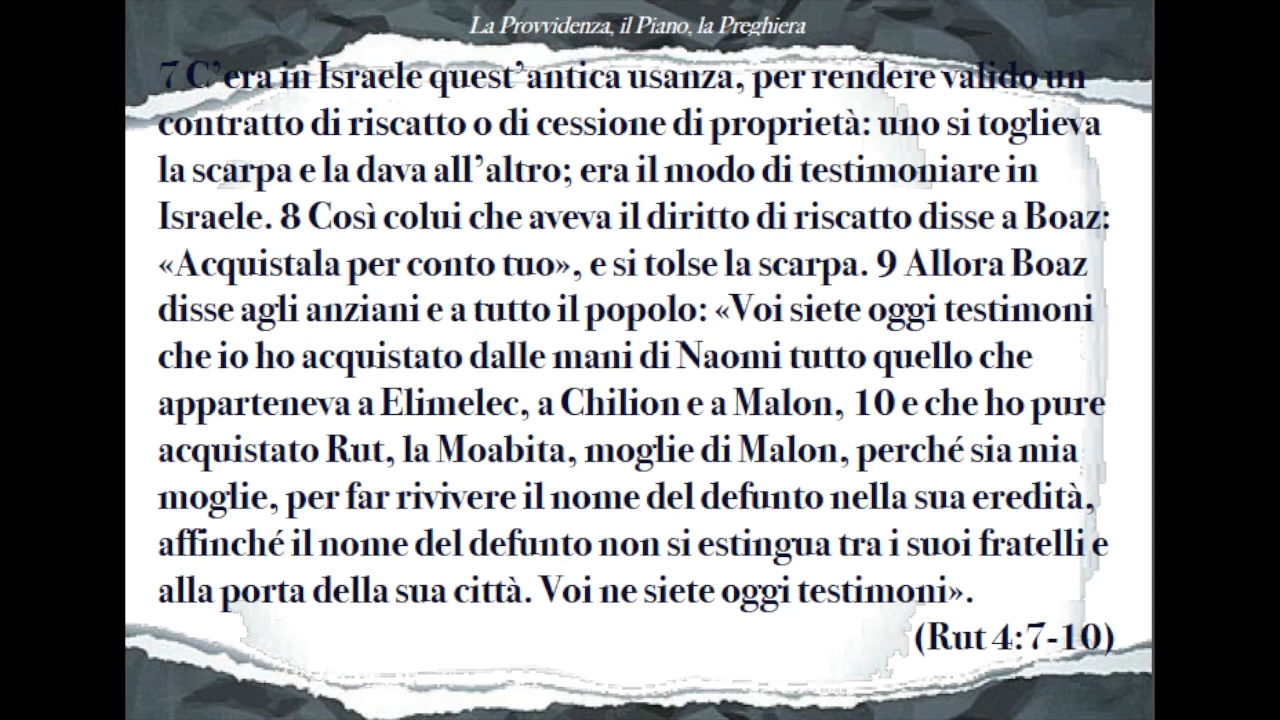 La Provvidenza, il Piano, la Preghiera
7 C’era in Israele quest’antica usanza, per rendere valido un
contratto di riscatto o di cessione di proprietà: uno si toglieva
la scarpa e la dava all’altro; era il modo di testimoniare in
Israele. 8 Così colui che aveva il diritto di riscatto disse a Boaz:
«Acquistala per conto tuo», e si tolse la scarpa. 9 Allora Boaz
disse agli anziani e a tutto il popolo: «Voi siete oggi testimoni
che io ho acquistato dalle mani di Naomi tutto quello che
apparteneva a Elimelec, a Chilion e a Malon, 10 e che ho pure
acquistato Rut, la Moabita, moglie di Malon, perché sia mia
moglie, per far rivivere il nome del defunto nella sua eredità,
affinché il nome del defunto non si estingua tra i suoi fratelli e
alla porta della sua città. Voi ne siete oggi testimoni».
(Rut 4:7-10)